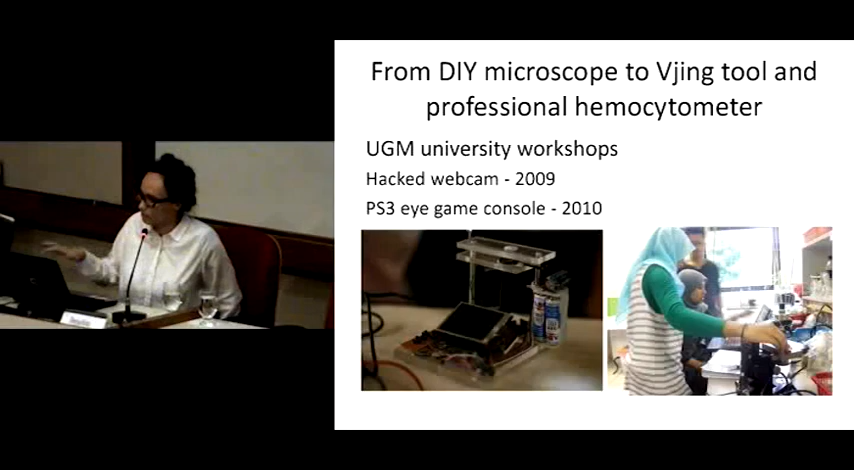 From DIY microscope to Vjing tool and
professional hemocytometer
UGM university workshops
Hacked webcam - 2009
PS3 eye game console - 2010